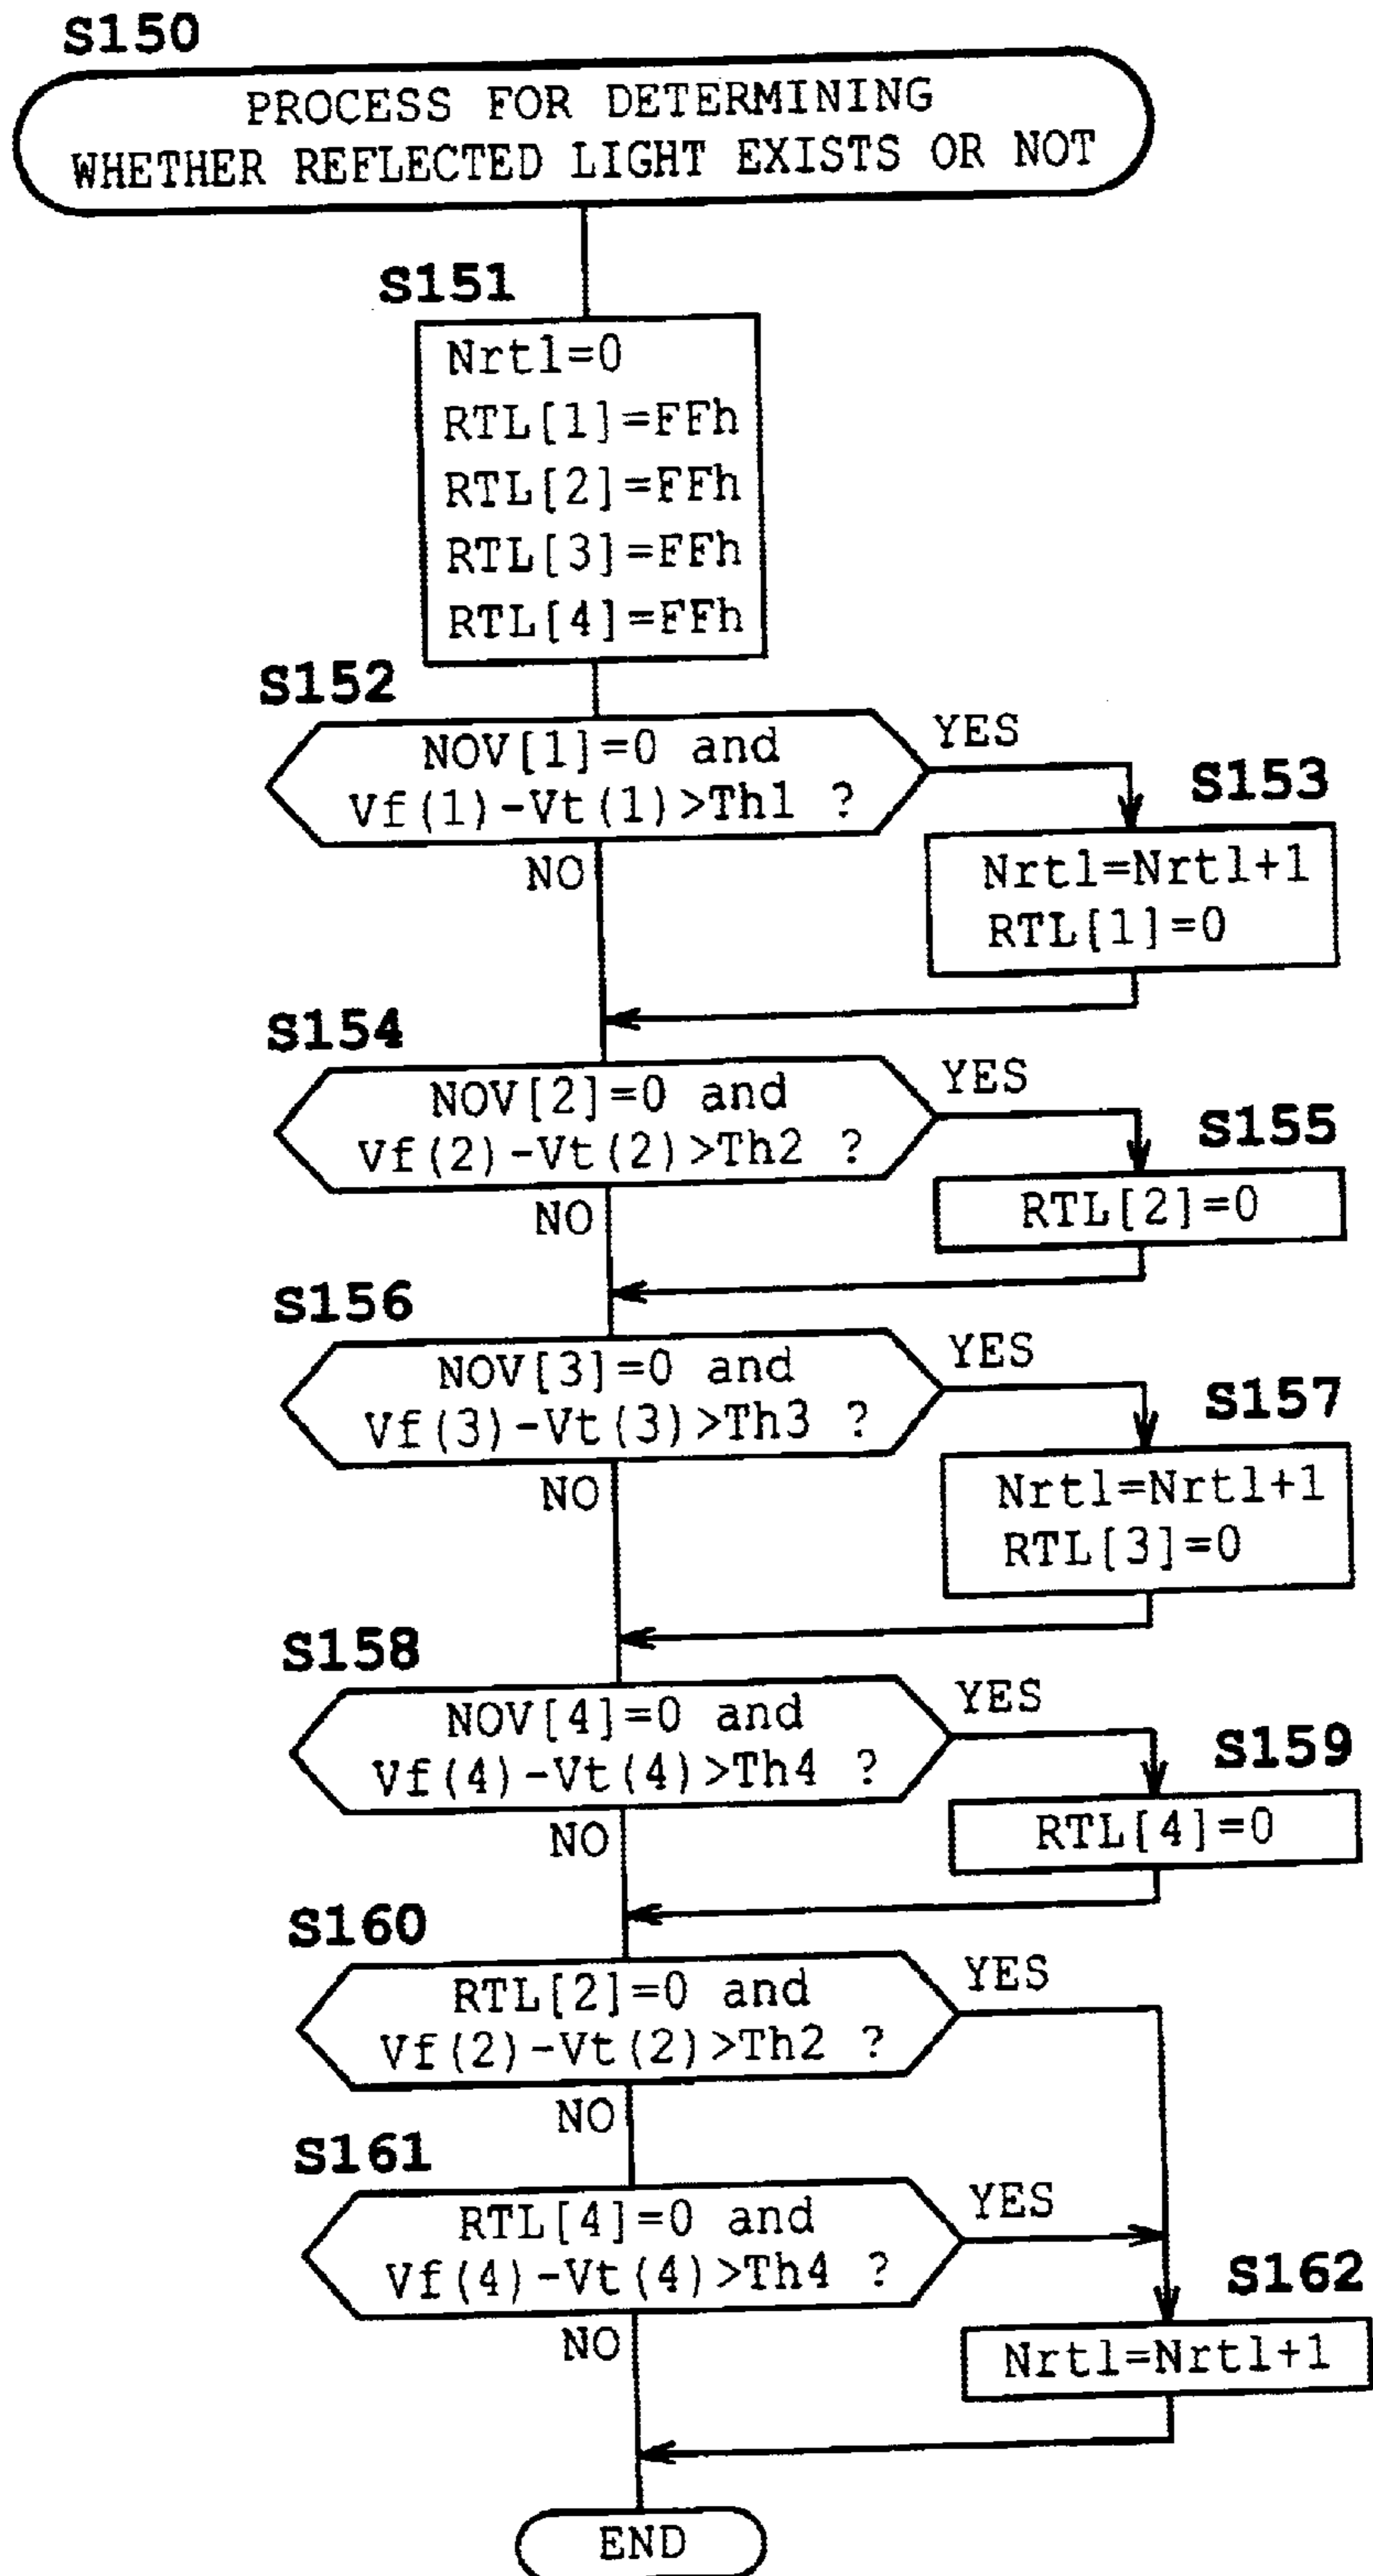 S150
PROCESS FOR DETERMINING
WHETHER REFLECTED LIGHT EXISTS OR NOT
S151
Nrtl=0
RTL[1]=FFh
RTL[2]=FFh
RTL[3]=FFh
RTL[4]=FFh
S152
NOV[1]=0 and
Vf(1)-Vt(1)>Th1 ?
YES
NO
S153
Nrtl=Nrtl+1
RTL[1]=0
S154
NOV[2]=0 and
Vf(2)-Vt(2)>Th2 ?
YES
NO
S155
RTL[2]=0
S156
NOV[3]=0 and
Vf(3)-Vt(3)>Th3 ?
YES
NO
S157
Nrtl=Nrtl+1
RTL[3]=0
S158
NOV[4]=0 and
Vf(4)-Vt(4)>Th4 ?
YES
NO
S159
RTL[4]=0
S160
RTL[2]=0 and
Vf(2)-Vt(2)>Th2 ?
YES
NO
S161
RTL[4]=0 and
Vf(4)-Vt(4)>Th4 ?
YES
NO
S162
Nrtl=Nrtl+1
END